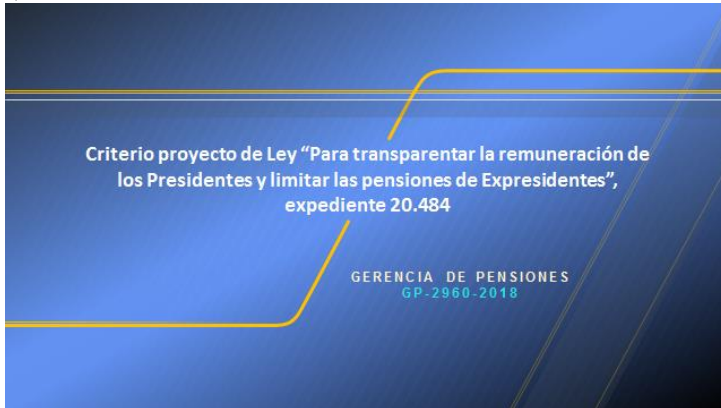 Criterio proyecto de Ley “Para transparentar la remuneración de
los Presidentes y limitar las pensiones de Expresidentes”,
expediente 20.484
GERENCIA DE PENSIONES
GP-2960-2018